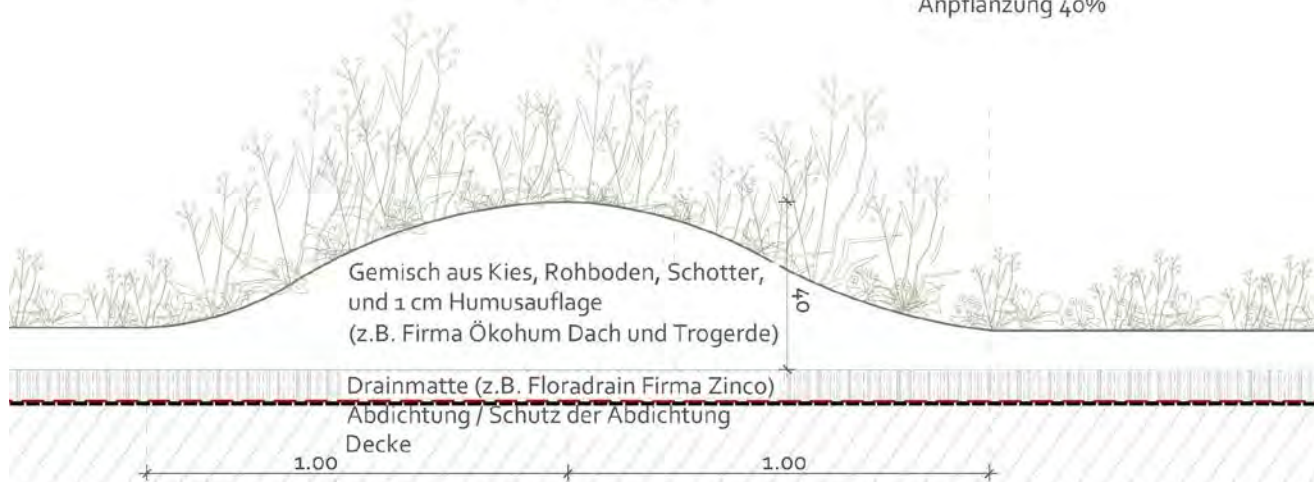 Anpflanzung 40%
Gemisch aus Kies, Rohboden, Schotter,
und 1 cm Humusauflage
(z.B. Firma Ökohum Dach und Trogerde)
40
Drainmatte (z.B. Floradrain Firma Zinco)
Abdichtung / Schutz der Abdichtung
Decke
1.00 1.00